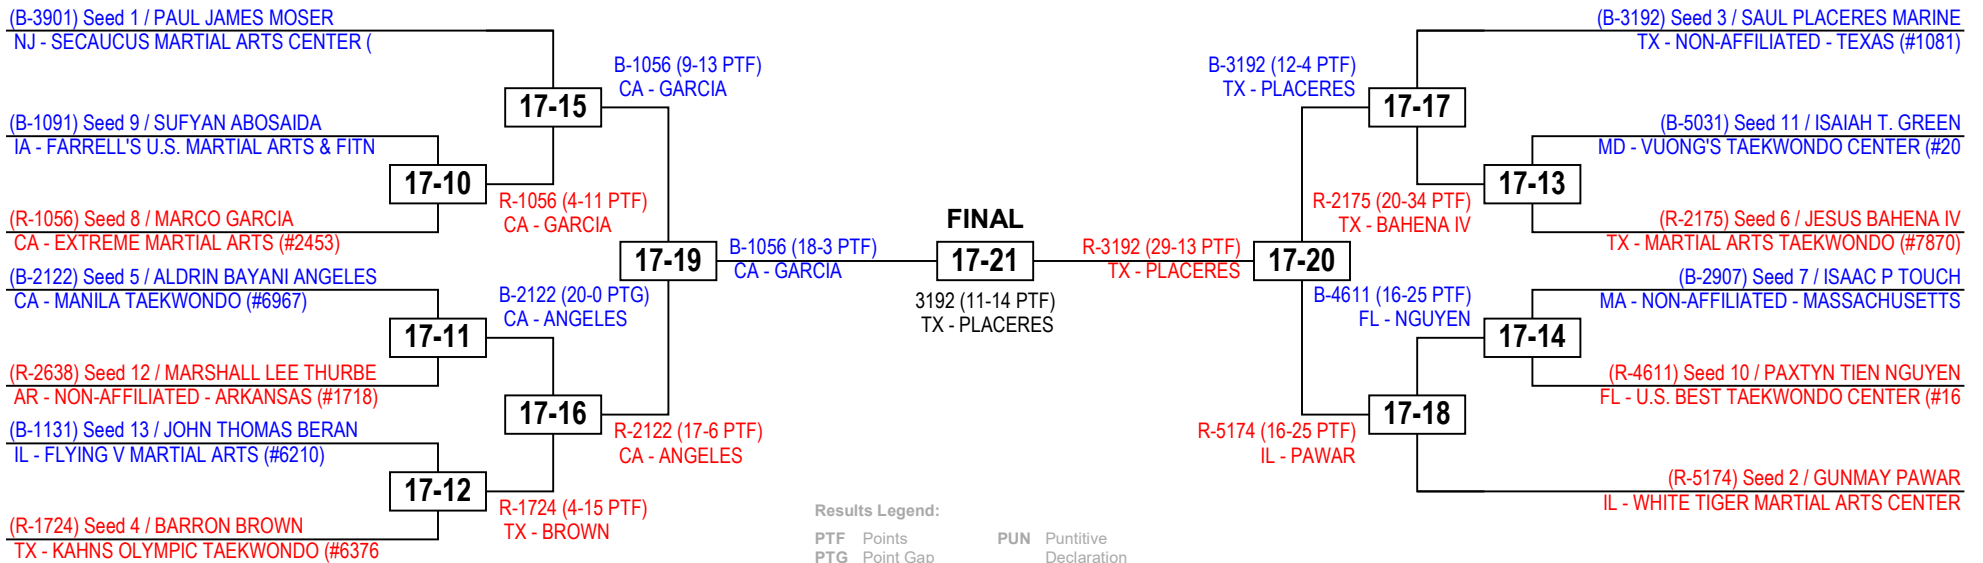 (B-3901) Seed 1 / PAUL JAMES MOSER
NJ - SECAUCUS MARTIAL ARTS CENTER (
(B-1091) Seed 9 / SUFYAN ABOSAIDA
IA - FARRELL'S U.S. MARTIAL ARTS & FITN
(R-1056) Seed 8 / MARCO GARCIA
CA - EXTREME MARTIAL ARTS (#2453)
(B-2122) Seed 5 / ALDRIN BAYANI ANGELES
CA - MANILA TAEKWONDO (#6967)
(R-2638) Seed 12 / MARSHALL LEE THURBE
AR - NON-AFFILIATED - ARKANSAS (#1718)
(B-1131) Seed 13 / JOHN THOMAS BERAN
IL - FLYING V MARTIAL ARTS (#6210)
(R-1724) Seed 4 / BARRON BROWN
TX - KAHNS OLYMPIC TAEKWONDO (#6376
17-10
17-11
17-12
17-15
R-1056 (4-11 PTF)
CA - GARCIA
B-2122 (20-0 PTG)
CA - ANGELES
17-16
R-1724 (4-15 PTF)
TX - BROWN
B-1056 (9-13 PTF)
CA - GARCIA
17-19
R-2122 (17-6 PTF)
CA - ANGELES
B-1056 (18-3 PTF)
CA - GARCIA
FINAL
17-21
3192 (11-14 PTF)
TX - PLACERES
R-3192 (29-13 PTF)
TX - PLACERES
17-20
B-3192 (12-4 PTF)
TX - PLACERES
R-5174 (16-25 PTF)
IL - PAWAR
17-17
R-2175 (20-34 PTF)
TX - BAHENA IV
B-4611 (16-25 PTF)
FL - NGUYEN
17-18
17-13
17-14
(B-3192) Seed 3 / SAUL PLACERES MARINE
TX - NON-AFFILIATED - TEXAS (#1081)
(B-5031) Seed 11 / ISAIAH T. GREEN
MD - VUONG'S TAEKWONDO CENTER (#20
(R-2175) Seed 6 / JESUS BAHENA IV
TX - MARTIAL ARTS TAEKWONDO (#7870)
(B-2907) Seed 7 / ISAAC P TOUCH
MA - NON-AFFILIATED - MASSACHUSETTS
(R-4611) Seed 10 / PAXTYN TIEN NGUYEN
FL - U.S. BEST TAEKWONDO CENTER (#16
(R-5174) Seed 2 / GUNMAY PAWAR
IL - WHITE TIGER MARTIAL ARTS CENTER
Results Legend:
PTF Points PUN Puntitive
PTG Point Gap Declaration